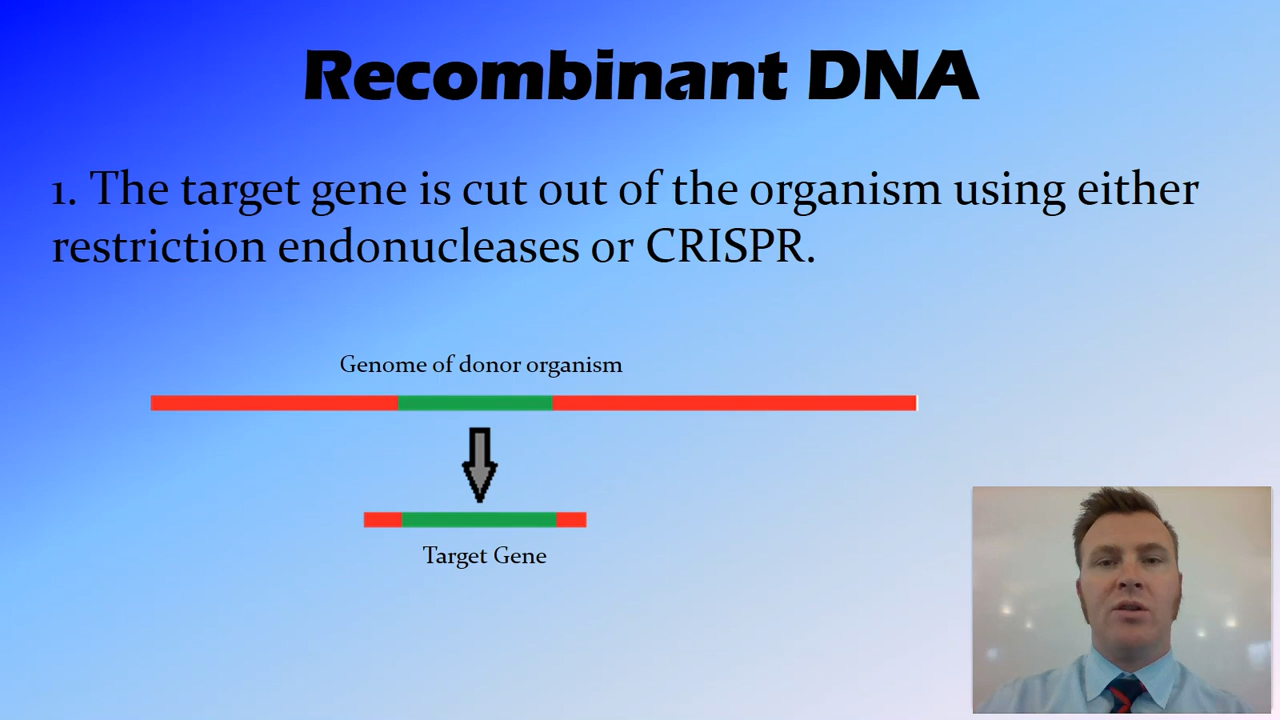 Recombinant DNA
1. The target gene is cut out of the organism using either
restriction endonucleases or CRISPR.
Genome of donor organism
Target Gene